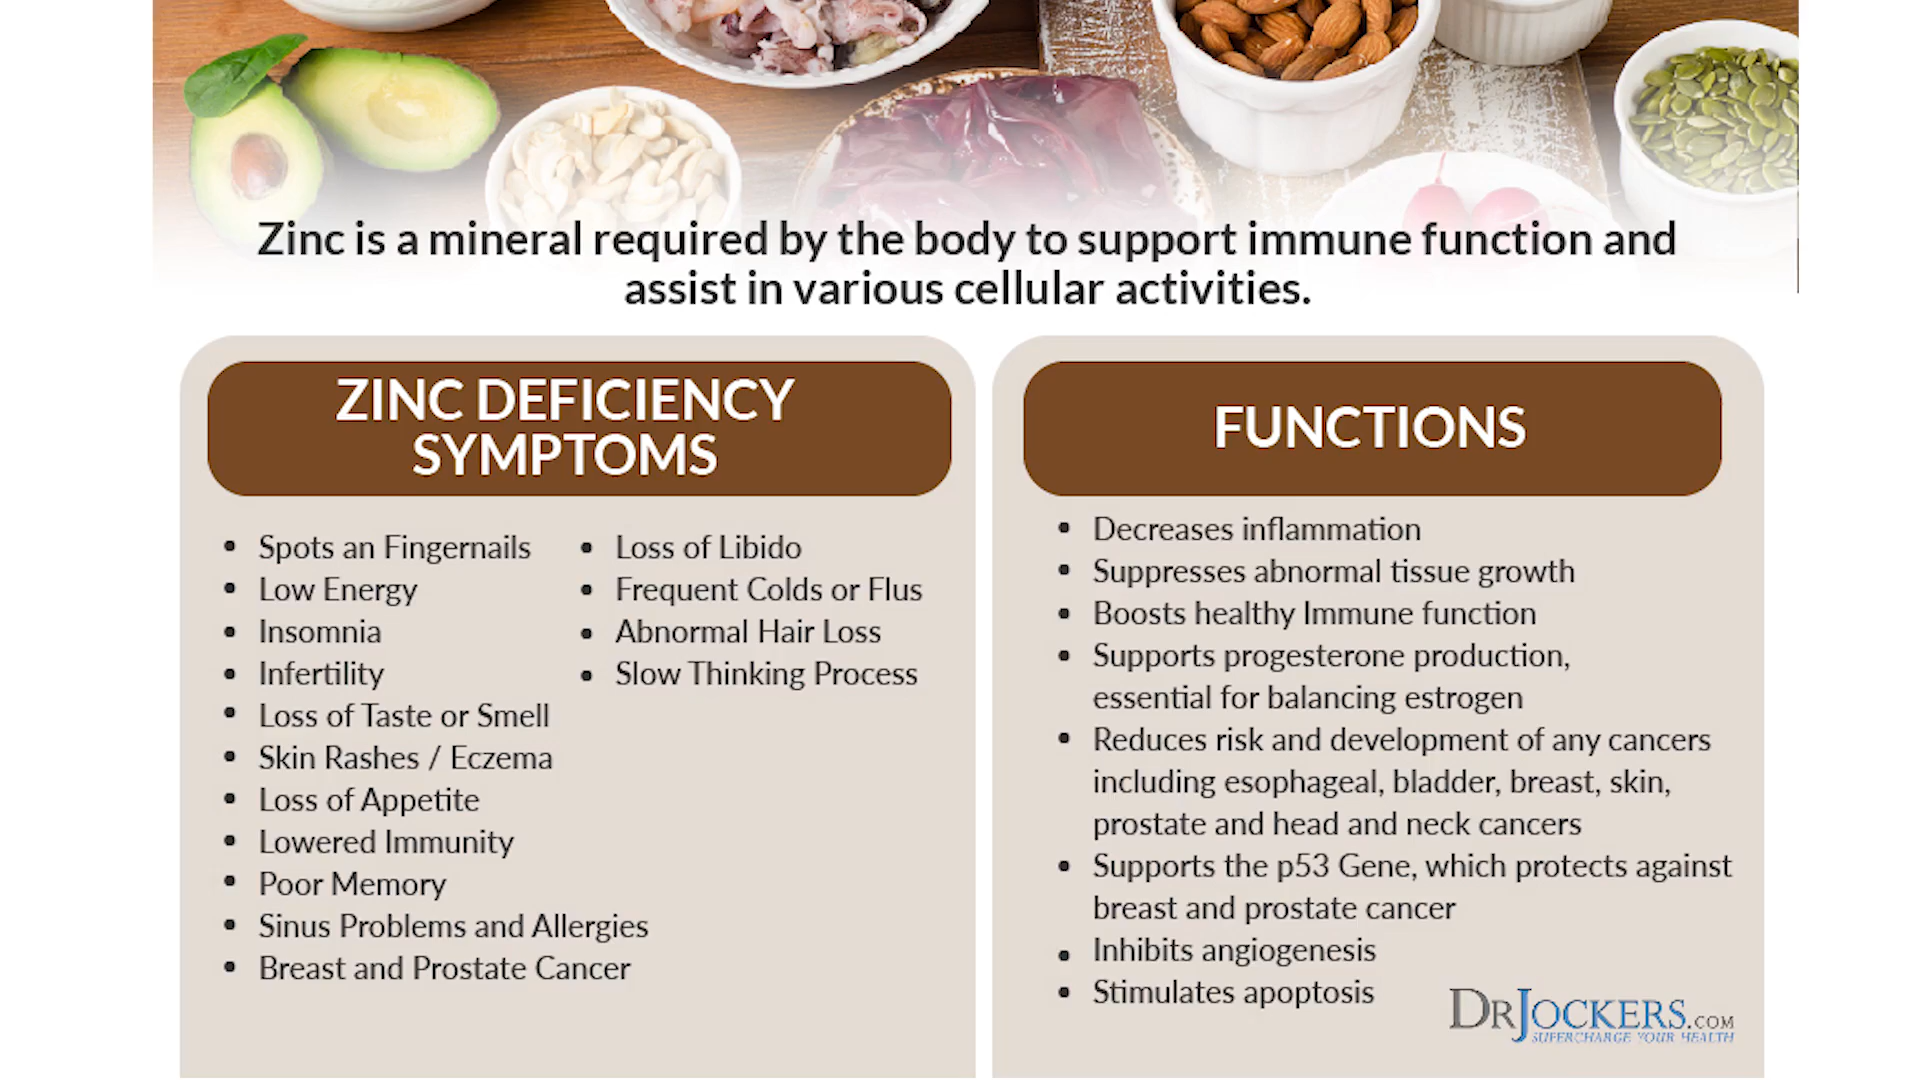 Zinc is a mineral required by the body to support immune function and
assist in various cellular activities.
ZINC DEFICIENCY
SYMPTOMS
• Spots an Fingernails
• Low Energy
• Insomnia
• Infertility
• Loss of Taste or Smell
• Skin Rashes / Eczema
• Loss of Appetite
• Lowered Immunity
• Poor Memory
• Sinus Problems and Allergies
• Breast and Prostate Cancer
• Loss of Libido
• Frequent Colds or Flus
• Abnormal Hair Loss
• Slow Thinking Process
FUNCTIONS
• Decreases inflammation
• Suppresses abnormal tissue growth
• Boosts healthy Immune function
• Supports progesterone production,
essential for balancing estrogen
• Reduces risk and development of any cancers
including esophageal, bladder, breast, skin,
prostate and head and neck cancers
• Supports the p53 Gene, which protects against
breast and prostate cancer
• Inhibits angiogenesis
• Stimulates apoptosis
DRJOCKERS.COM
SUPERCHARGE YOUR HEALTH